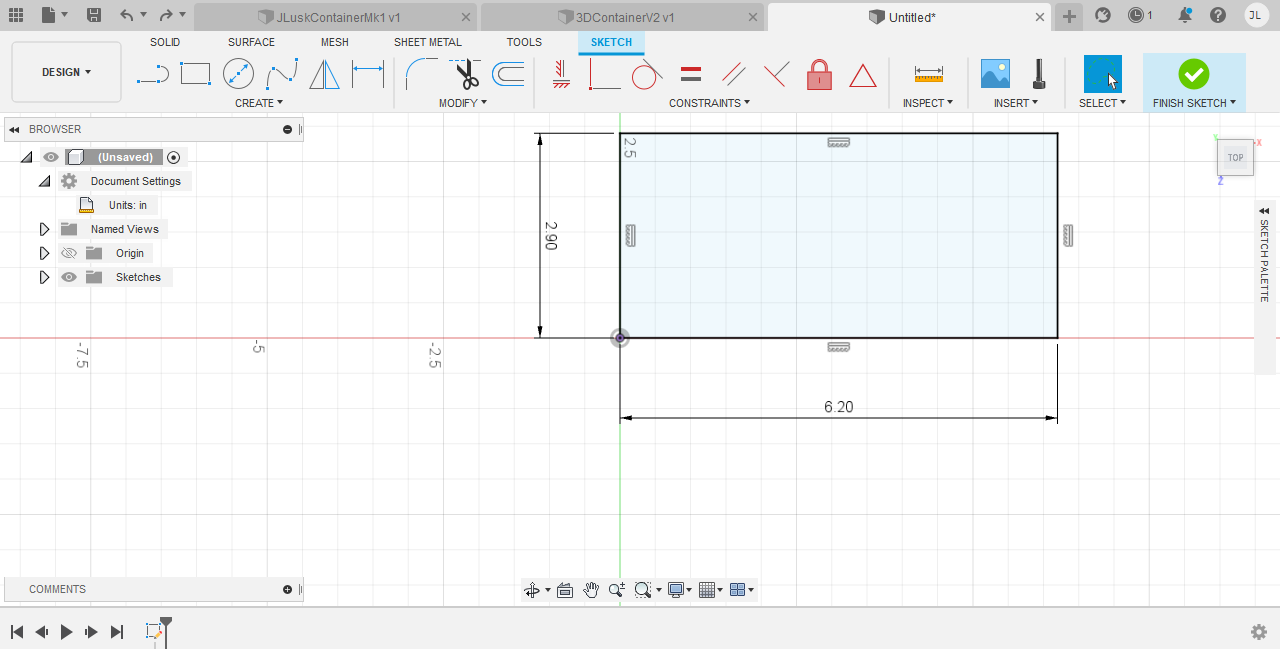 JLuskContainerMk1 v1
3DContainerV2 v1
Untitled*
1
JL
DESIGN
SOLID
SURFACE
MESH
SHEET METAL
TOOLS
SKETCH
CREATE
MODIFY
CONSTRAINTS
INSPECT
INSERT
SELECT
FINISH SKETCH
BROWSER
(Unsaved)
Document Settings
Units: in
Named Views
Origin
Sketches
2.5
2.90
6.20
-7.5
-5
-2.5
TOP
X
Y
Z
SKETCH PALETTE
COMMENTS